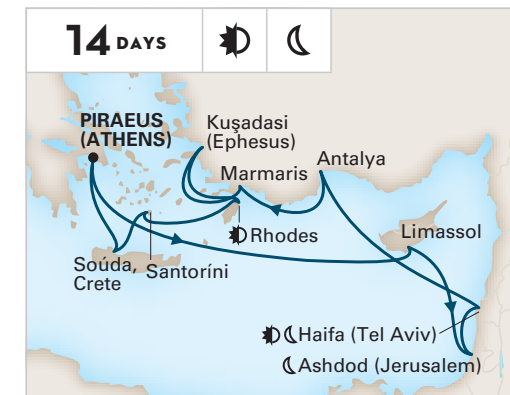 14 DAYS
PIRAEUS
(ATHENS)
Kuşadasi
(Ephesus)
Marmaris
Antalya
Rhodes
Limassol
Soúda,
Crete
Santoríni
Haifa (Tel Aviv)
Ashdod (Jerusalem)